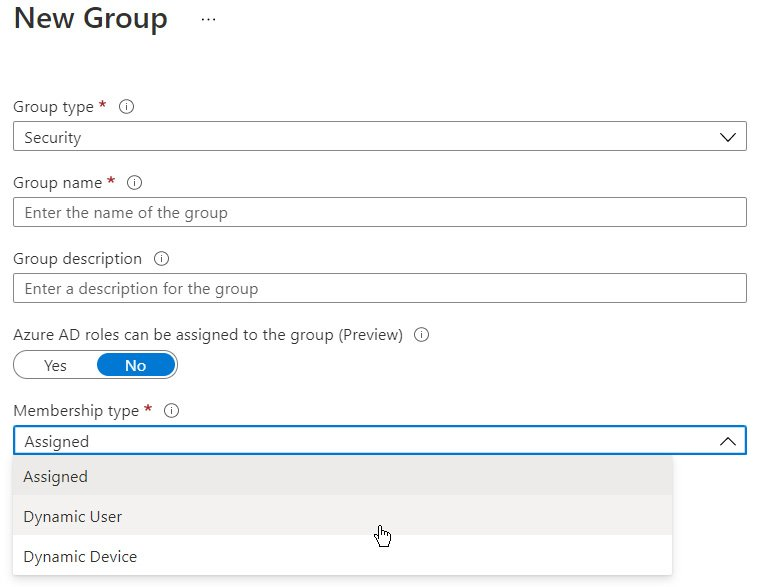 New Group ...
Group type *
Security
Group name *
Enter the name of the group
Group description
Enter a description for the group
Azure AD roles can be assigned to the group (Preview)
Yes No
Membership type *
Assigned
Assigned
Dynamic User
Dynamic Device